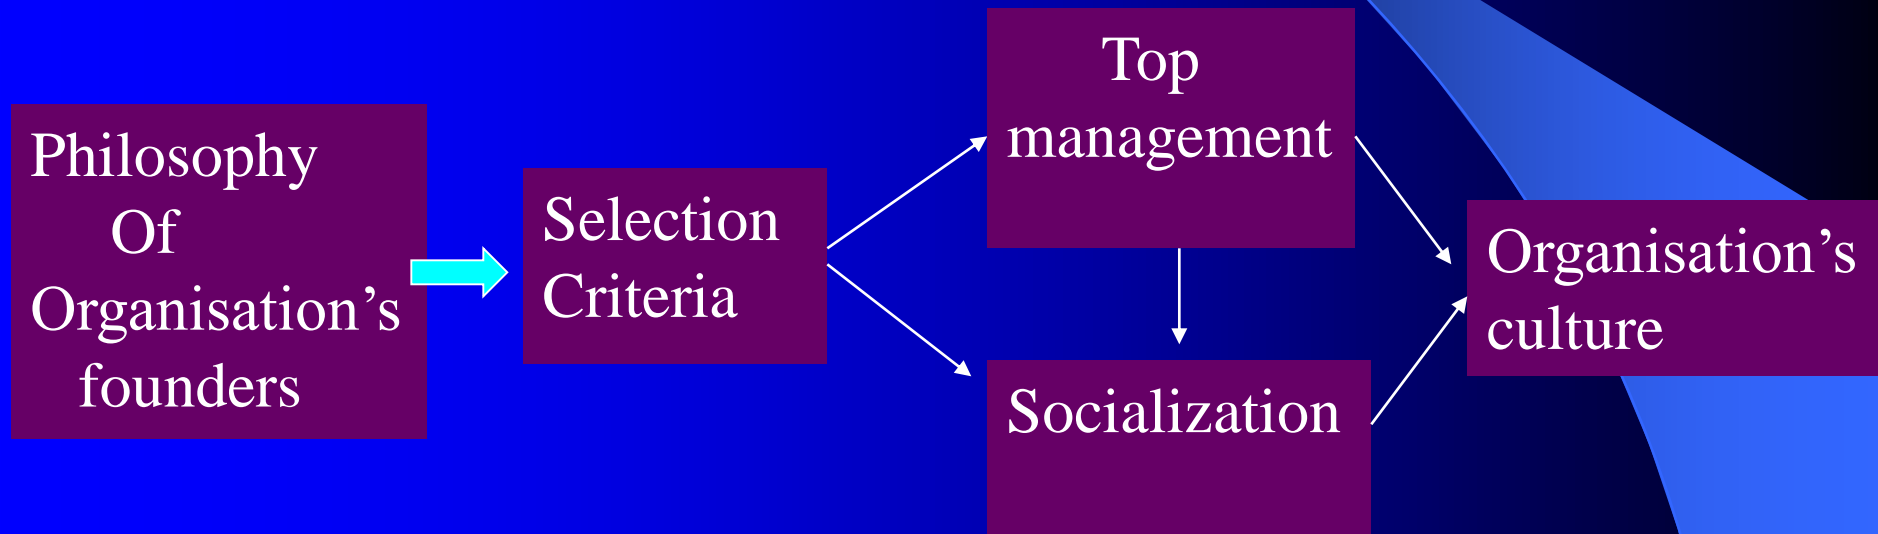 Philosophy
Of
Organisation’s
founders
Selection
Criteria
Top
management
Socialization
Organisation’s
culture